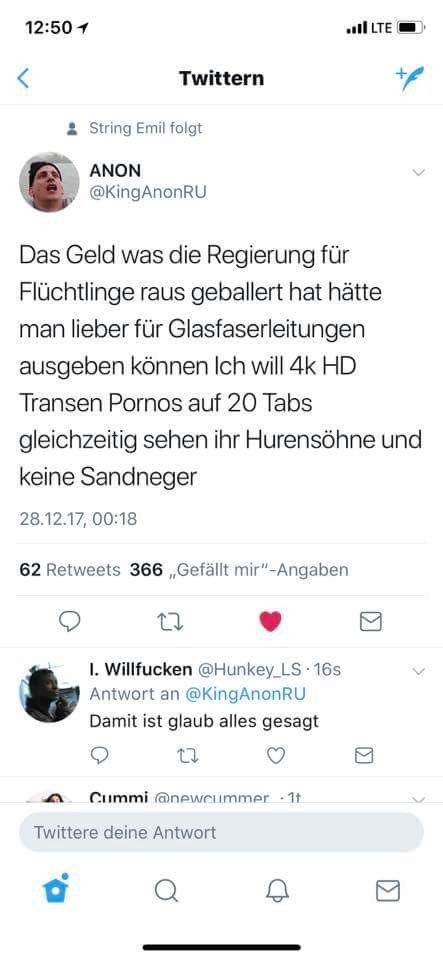 12:50
LTE
Twittern
String Emil folgt
ANON
@KingAnonRU
Das Geld was die Regierung für
Flüchtlinge raus geballert hat hätte
man lieber für Glasfaserleitungen
ausgeben können Ich will 4k HD
Transen Pornos auf 20 Tabs
gleichzeitig sehen ihr Hurensöhne und
keine Sandneger
28.12.17, 00:18
62 Retweets 366 „Gefällt mir“-Angaben
I. Willfucken @Hunkey_LS · 16s
Antwort an @KingAnonRU
Damit ist glaub alles gesagt
Cummi @newcummer · 1t
Twittere deine Antwort